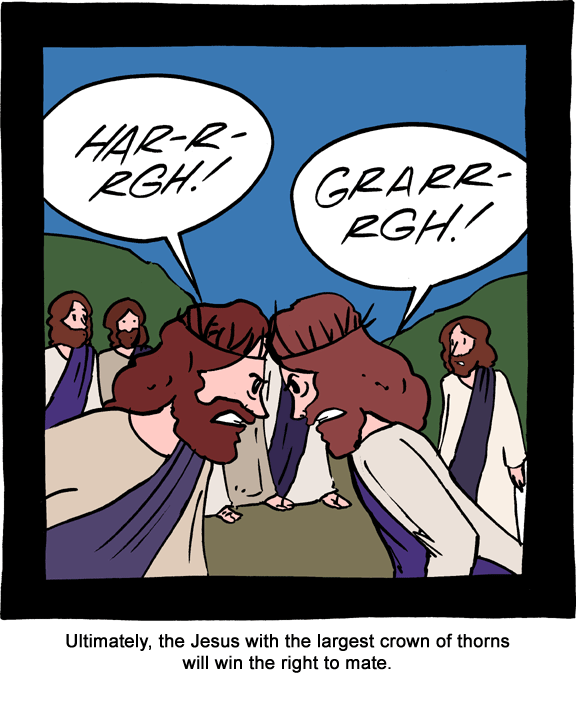 HAR-R-
RGH!
GRARR-
RGH!
Ultimately, the Jesus with the largest crown of thorns
will win the right to mate.